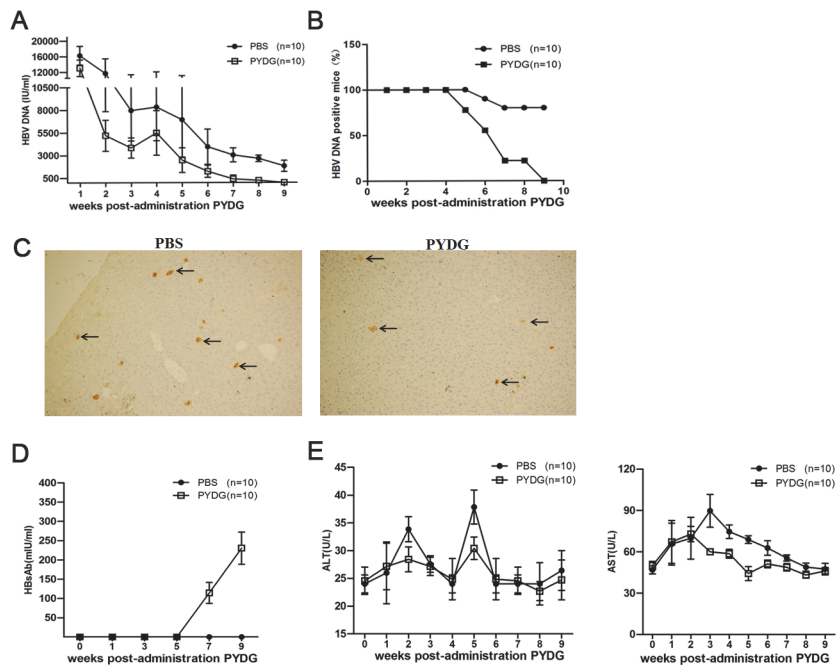 A
20000
16000
12000
10500
8000
5500
3000
500
HBV DNA (IU/ml)
PBS (n=10)
PYDG(n=10)
1 2 3 4 5 6 7 8 9
weeks post-administration PYDG
B
150
100
50
0
HBV DNA positive mice (%)
PBS (n=10)
PYDG(n=10)
0 2 4 6 8 10
weeks post-administration PYDG
C
PBS
PYDG
D
PBS (n=10)
PYDG(n=10)
400
350
300
250
200
150
100
50
HBsAb(mIU/ml)
0 1 3 5 7 9
weeks post-administration PYDG
E
PBS (n=10)
PYDG(n=10)
45
40
35
30
25
20
15
ALT(U/L)
0 1 2 3 4 5 6 7 8 9
weeks post-administration PYDG
PBS (n=10)
PYDG(n=10)
120
90
60
30
0
AST(U/L)
0 1 2 3 4 5 6 7 8 9
weeks post-administration PYDG